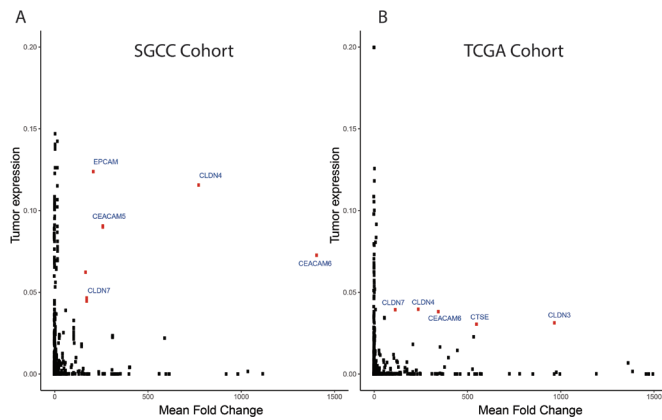 A
SGCC Cohort
0.20
0.15
0.10
0.05
0.00
Tumor expression
EPCAM
CLDN4
CEACAM5
CEACAM6
CLDN7
0
500
1000
Mean Fold Change
B
TCGA Cohort
0.20
0.15
0.10
0.05
0.00
Tumor expression
CLDN7
CLDN4
CEACAM6
CTSE
CLDN3
0
500
1000
1500
Mean Fold Change